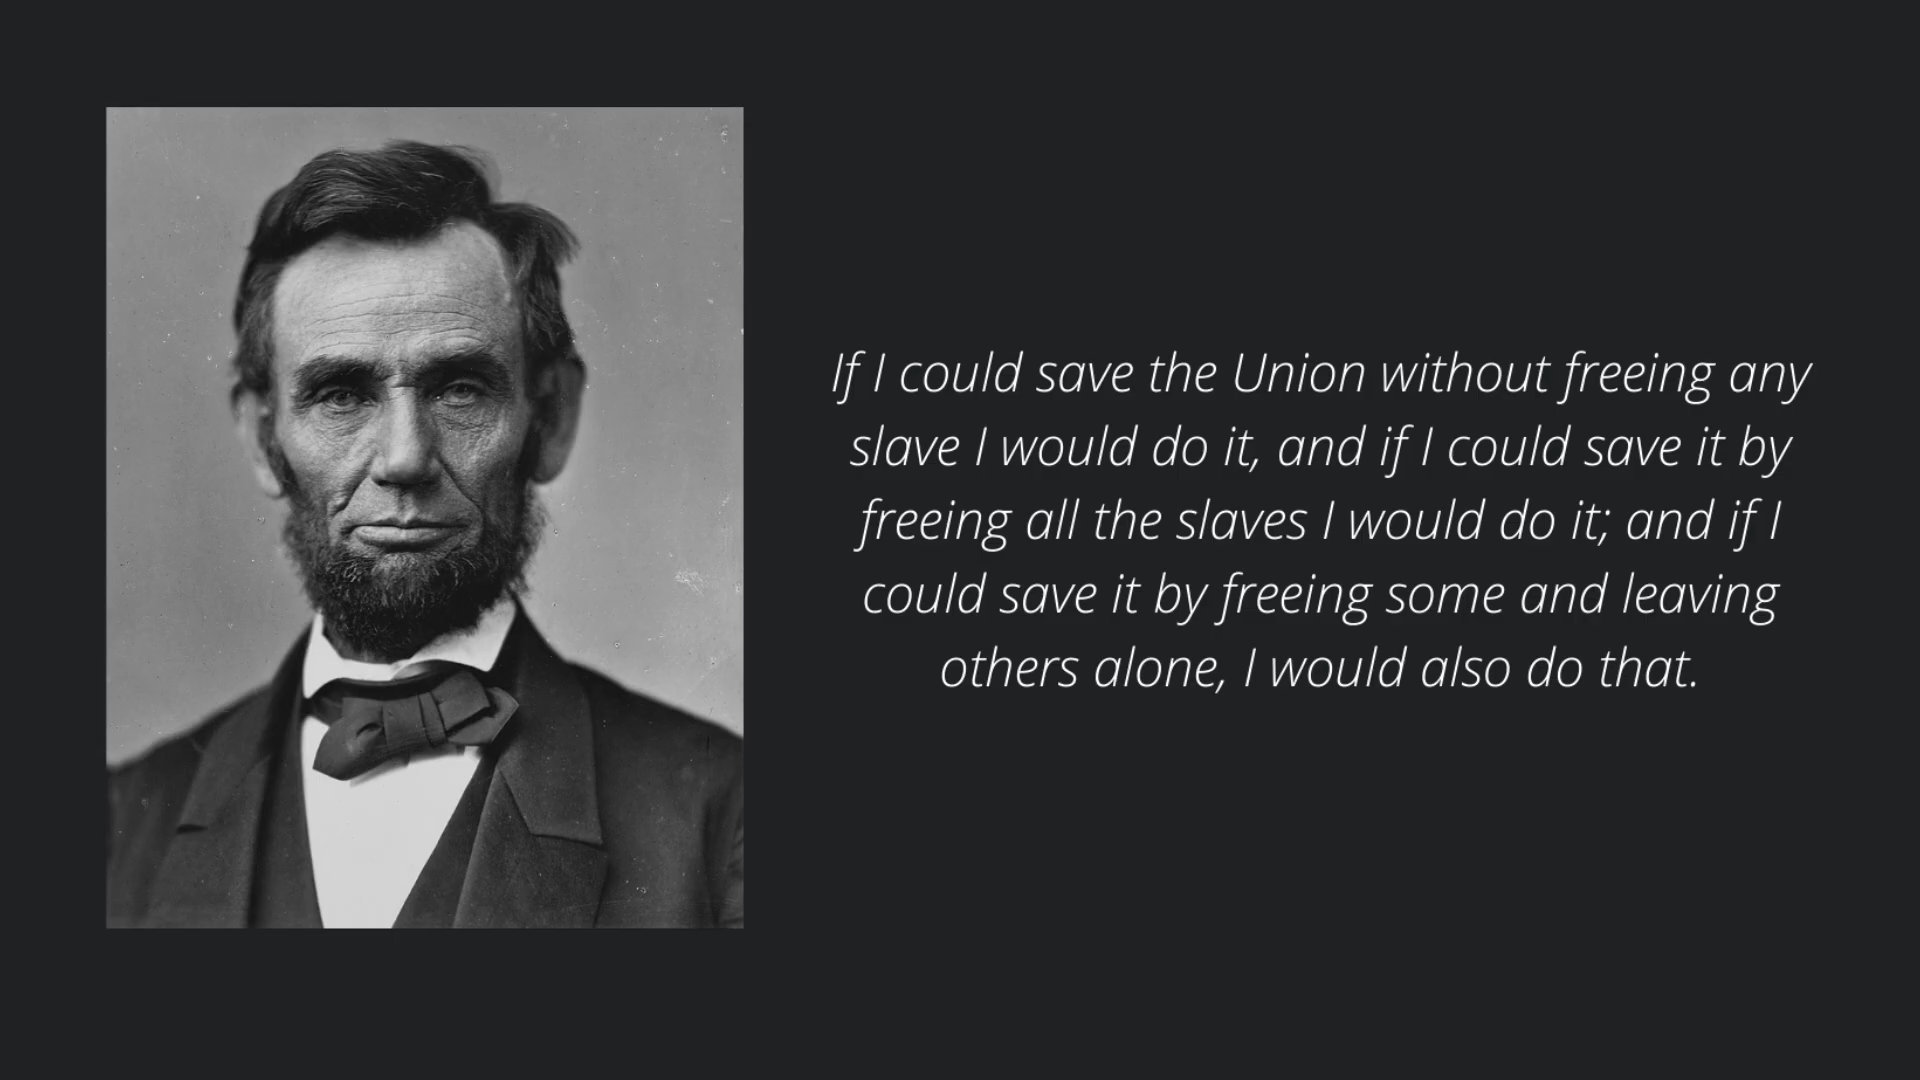 If I could save the Union without freeing any
slave I would do it, and if I could save it by
freeing all the slaves I would do it; and if I
could save it by freeing some and leaving
others alone, I would also do that.